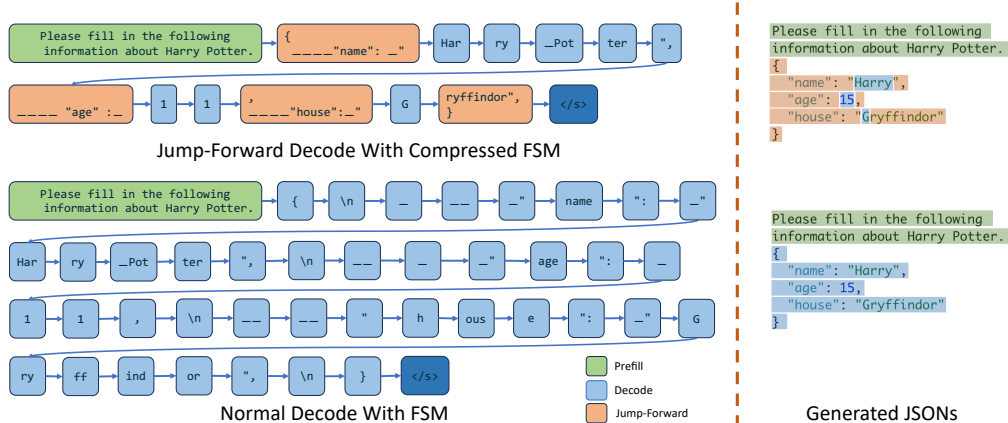 Please fill in the following
information about Harry Potter.
{
____"name": _"
Har
ry
_Pot
ter
",
____ "age" :_
1
1
,
____"house":_"
G
ryffindor",
}
</s>
Jump-Forward Decode With Compressed FSM
Please fill in the following
information about Harry Potter.
{
\n
_
__
_"
name
":
_"
Har
ry
_Pot
ter
",
\n
__
_
_"
age
":
_
1
1
,
\n
__
__
"
h
ous
e
":
_"
G
ry
ff
ind
or
",
\n
}
</s>
Normal Decode With FSM
Prefill
Decode
Jump-Forward
Please fill in the following
information about Harry Potter.
{
"name": "Harry",
"age": 15,
"house": "Gryffindor"
}
Please fill in the following
information about Harry Potter.
{
"name": "Harry",
"age": 15,
"house": "Gryffindor"
}
Generated JSONs